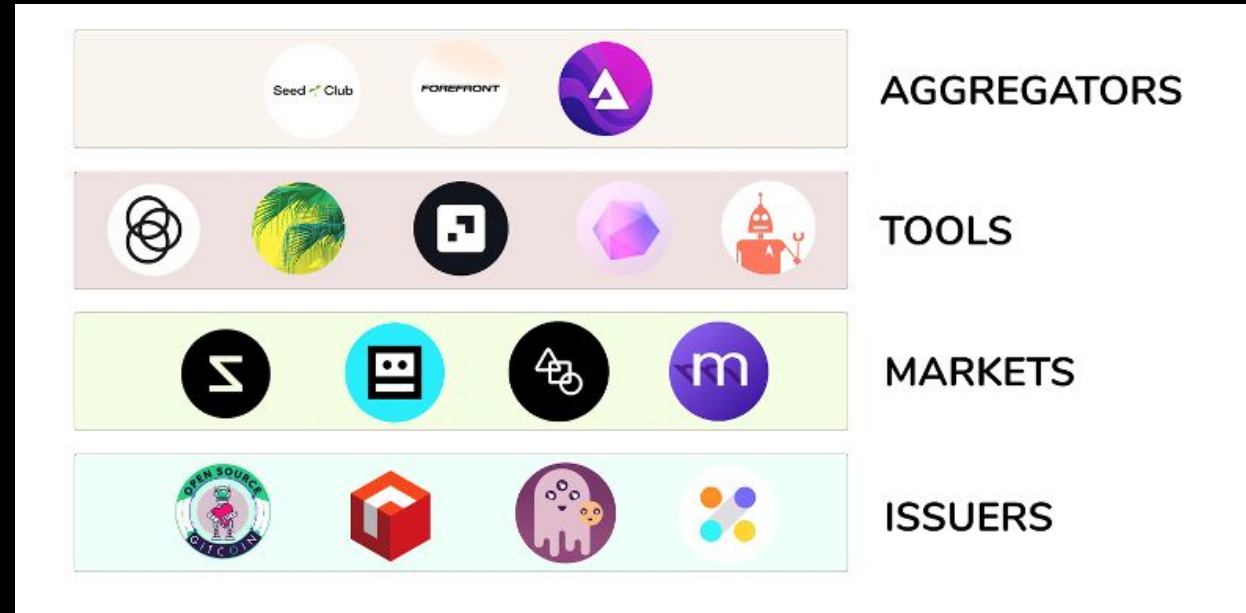 Seed Club
FOREFRONT
AGGREGATORS
TOOLS
m
MARKETS
OPEN SOURCE
GITCOIN
ISSUERS